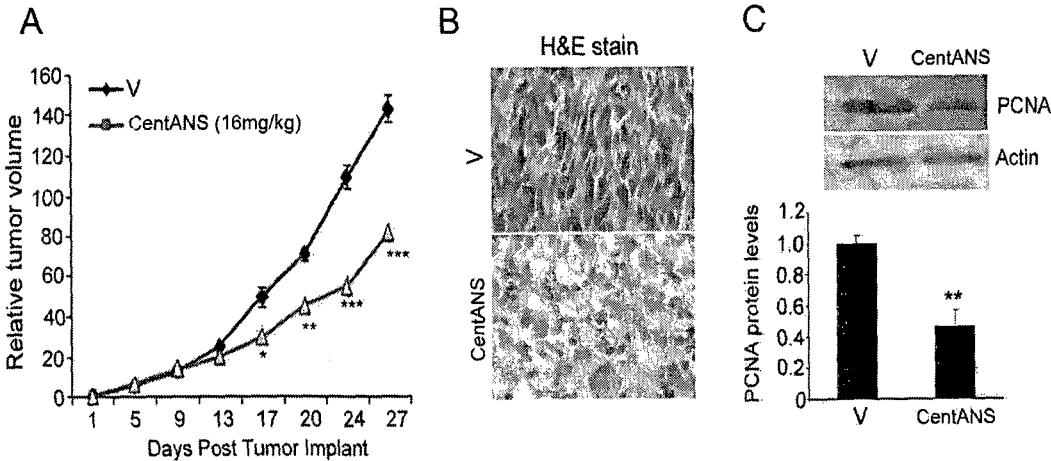 A
160
140
120
100
80
60
40
20
0
V
CentANS (16mg/kg)
*
**
***
***
1 5 9 13 17 20 24 27
Relative tumor volume
Days Post Tumor Implant
B
H&E stain
V
CentANS
C
V CentANS
PCNA
Actin
1.2
1.0
0.8
0.6
0.4
0.2
0
**
PCNA protein levels
V CentANS